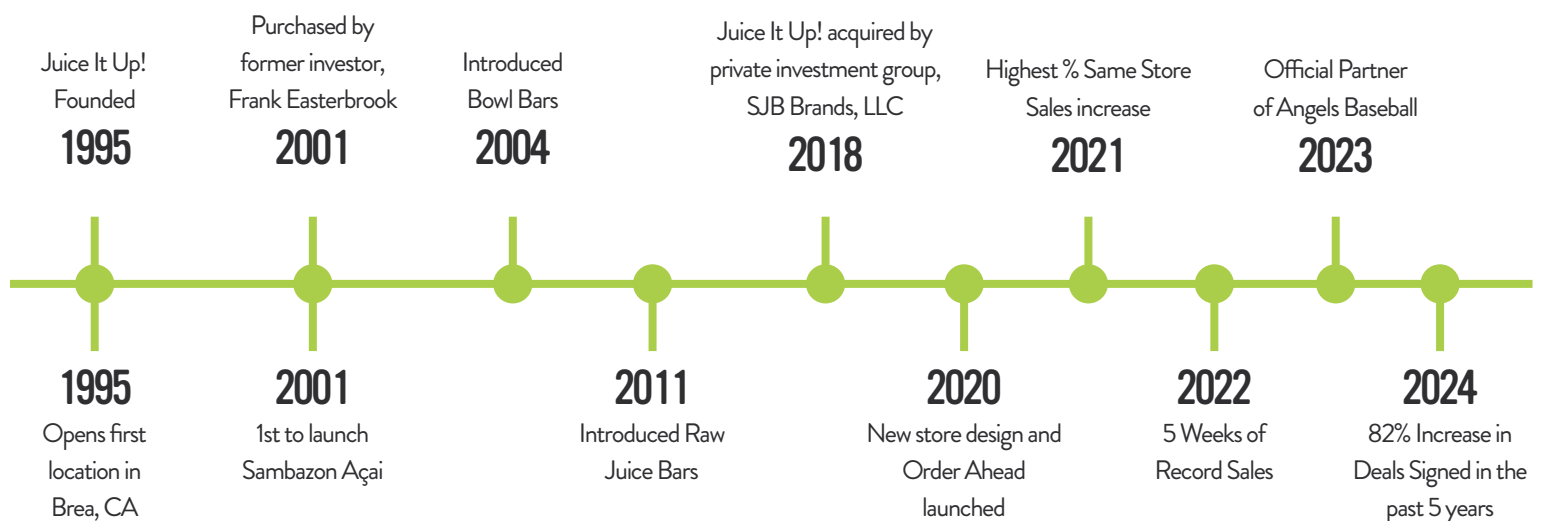 Juice It Up!
Founded
1995
Purchased by
former investor,
Frank Easterbrook
2001
Introduced
Bowl Bars
2004
Juice It Up! acquired by
private investment group,
SJB Brands, LLC
2018
Highest % Same Store
Sales increase
2021
Official Partner
of Angels Baseball
2023
1995
Opens first
location in
Brea, CA
2001
1st to launch
Sambazon Açai
2011
Introduced Raw
Juice Bars
2020
New store design and
Order Ahead
launched
2022
5 Weeks of
Record Sales
2024
82% Increase in
Deals Signed in the
past 5 years